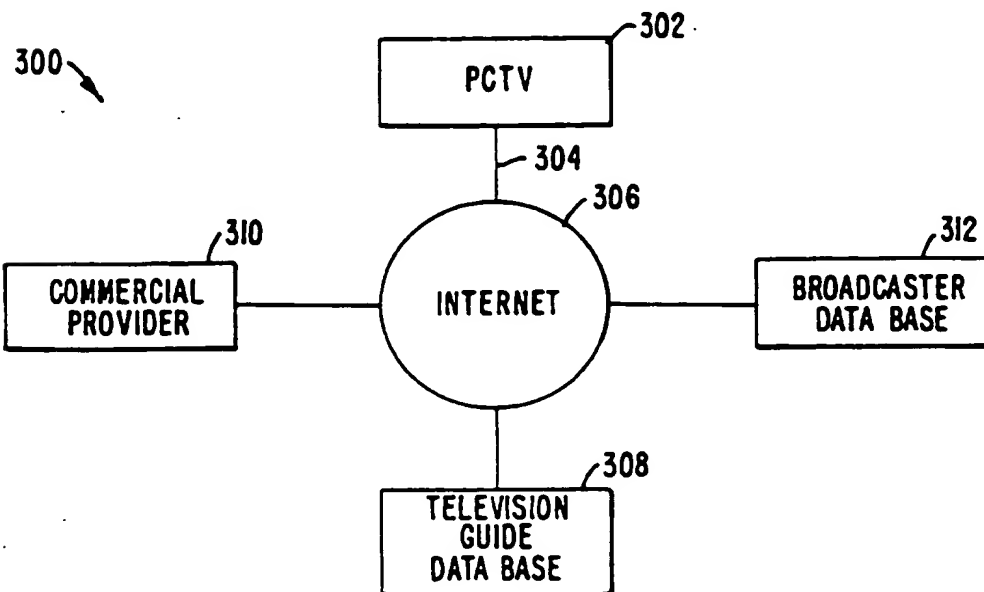 302
300
PCTV
304
306
310
312
COMMERCIAL
PROVIDER
INTERNET
BROADCASTER
DATA BASE
308
TELEVISION
GUIDE
DATA BASE